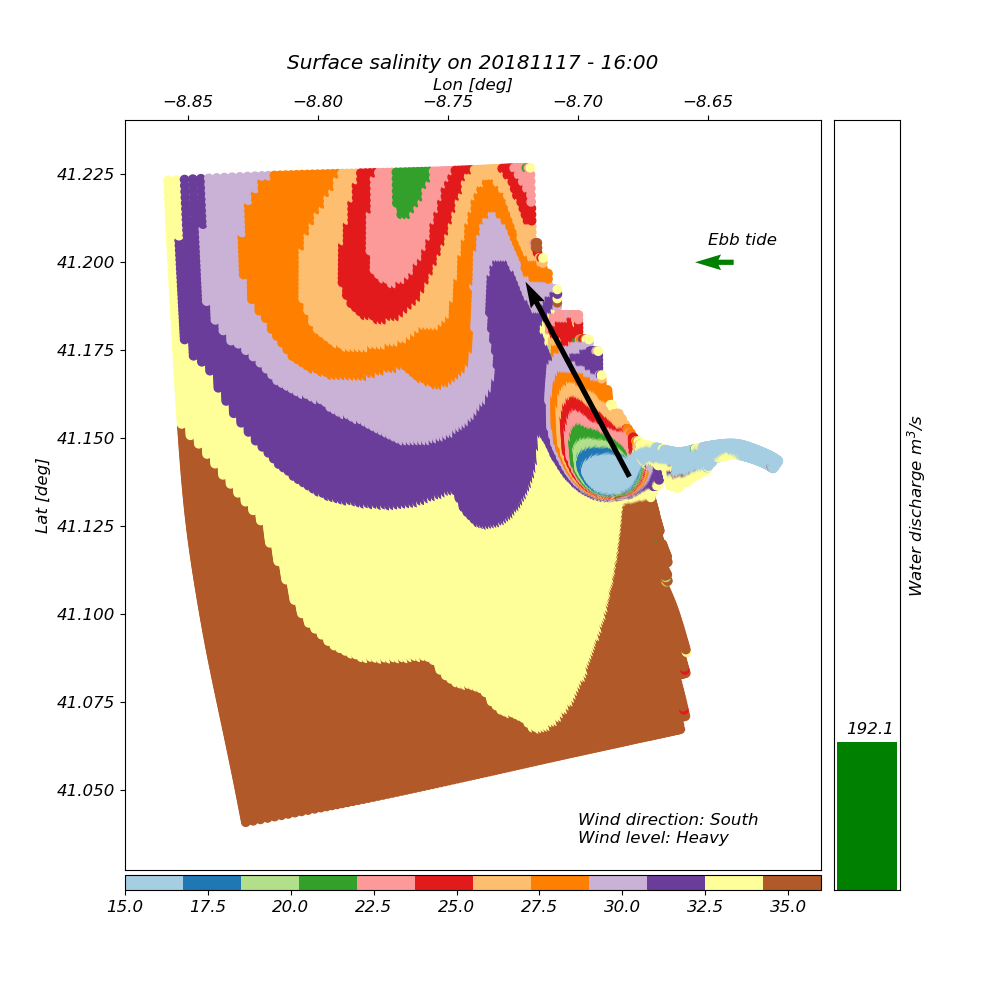 Surface salinity on 20181117 - 16:00
Lon [deg]
−8.85 −8.80 −8.75 −8.70 −8.65
41.225
41.200
41.175
41.150
41.125
41.100
41.075
41.050
Lat [deg]
Ebb tide
Wind direction: South
Wind level: Heavy
15.0 17.5 20.0 22.5 25.0 27.5 30.0 32.5 35.0
192.1
Water discharge m³/s